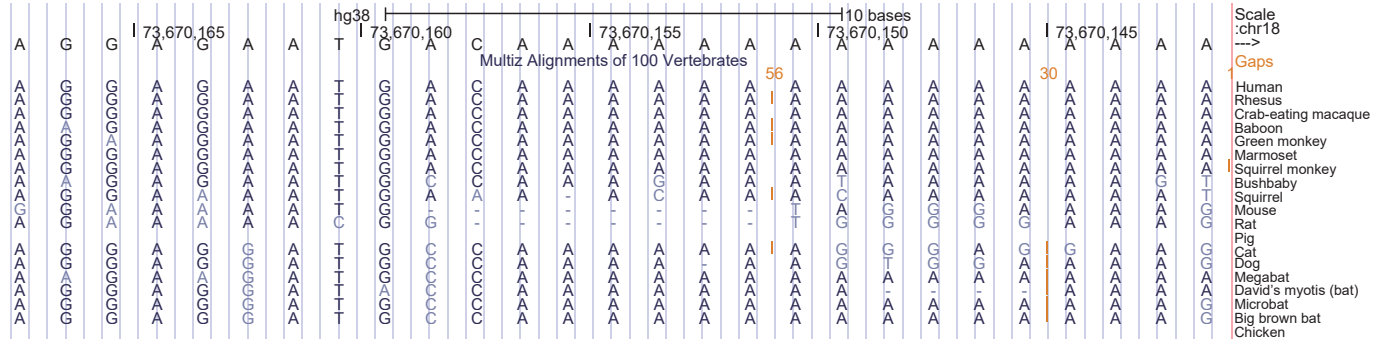 hg38 10 bases Scale
73,670,165 73,670,160 73,670,155 73,670,150 73,670,145 :chr18
A G G A G A A T G A C A A A A A A A A A A A A A A A A --->
Multiz Alignments of 100 Vertebrates Gaps
56 30 1
A G G A G A A T G A C A A A A A A A A A A A A A A A A Human
A G G A G A A T G A C A A A A A A A A A A A A A A A A Rhesus
A G G A G A A T G A C A A A A A A A A A A A A A A A A Crab-eating macaque
A A G A G A A T G A C A A A A A A A A A A A A A A A A Baboon
A G A A G A A T G A C A A A A A A A A A A A A A A A A Green monkey
A G G A G A A T G A C A A A A A A A A A A A A A A A A Marmoset
A G G A G A A T G A C A A A A A A A A A A A A A A A A Squirrel monkey
A A G A G A A T G C C A A A G A A A T A A A A A A G T Bushbaby
A G G A A A A T G A A A - A C A A A C A A A A A A A T Squirrel
G G A A A A A T G - - - - - - - - T A G G G G A A A G Mouse
A G A A A A A C G G - - - - - - - T G G G G G A A A G Rat
Pig
A G G A G G A T G C C A A A A A A A G G G A G G A A G Cat
A G G A G G A T G C C A A A A - A A G T G G A A A A G Dog
A A G A A G A T G C C A A A A A A A A A A A A A A A A Megabat
A G G A G G A T A C C A A A A A A A A - - - - A A A A David's myotis (bat)
A G G A G G A T G C C A A A A A A A A A A A A A A A G Microbat
A G G A G G A T G C C A A A A A A A A A A A A A A A G Big brown bat
Chicken